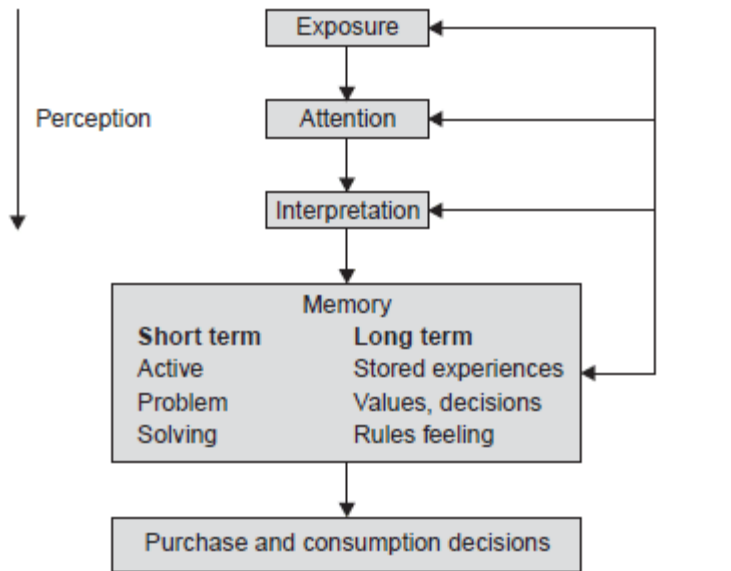 Exposure
Perception
Attention
Interpretation
Memory
Short term Long term
Active Stored experiences
Problem Values, decisions
Solving Rules feeling
Purchase and consumption decisions